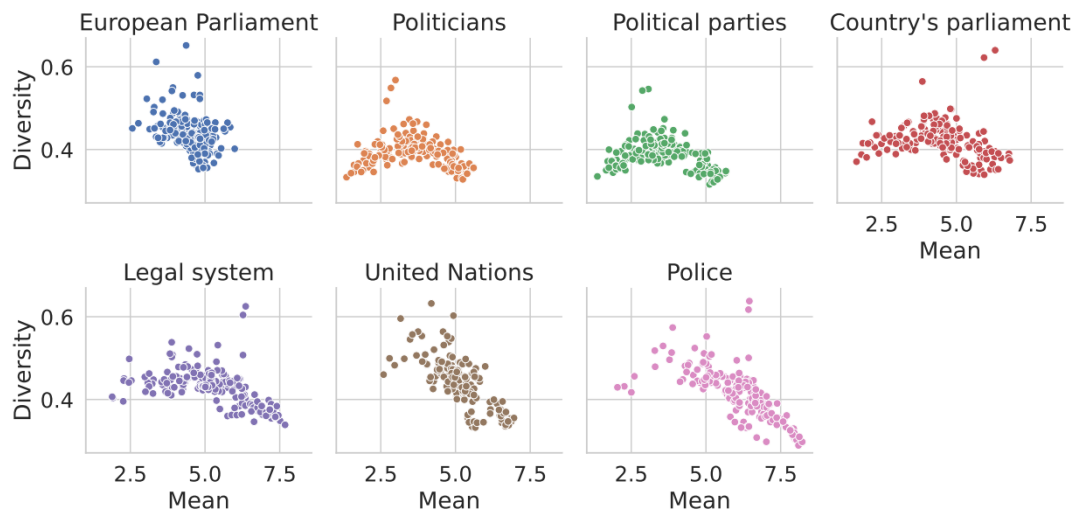 European Parliament
Politicians
Political parties
Country's parliament
Diversity
0.6
0.4
2.5 5.0 7.5
Mean
Legal system
United Nations
Police
Diversity
0.6
0.4
2.5 5.0 7.5
Mean
2.5 5.0 7.5
Mean
2.5 5.0 7.5
Mean